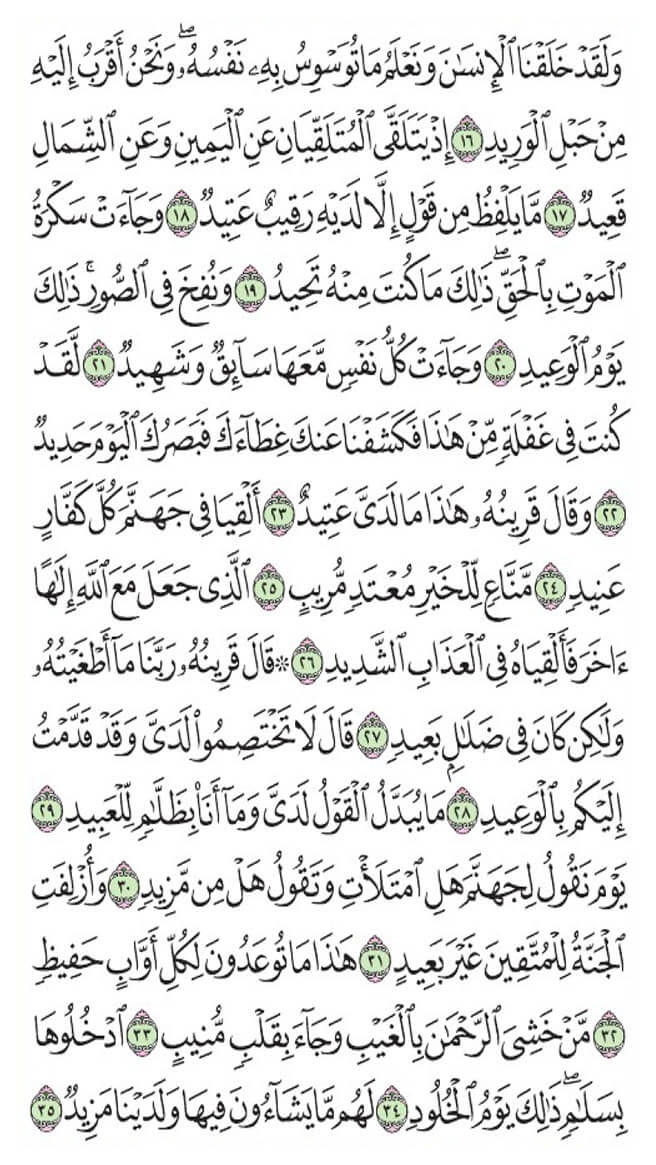 وَلَقَدْ خَلَقْنَا ٱلْإِنسَٰنَ وَنَعْلَمُ مَا تُوَسْوِسُ بِهِۦ نَفْسُهُۥ ۖ وَنَحْنُ أَقْرَبُ إِلَيْهِ
مِنْ حَبْلِ ٱلْوَرِيدِ ١٦ إِذْ يَتَلَقَّى ٱلْمُتَلَقِّيَانِ عَنِ ٱلْيَمِينِ وَعَنِ ٱلشِّمَالِ
قَعِيدٌ ١٧ مَّا يَلْفِظُ مِن قَوْلٍ إِلَّا لَدَيْهِ رَقِيبٌ عَتِيدٌ ١٨ وَجَآءَتْ سَكْرَةُ
ٱلْمَوْتِ بِٱلْحَقِّ ۖ ذَٰلِكَ مَا كُنتَ مِنْهُ تَحِيدُ ١٩ وَنُفِخَ فِى ٱلصُّورِ ۚ ذَٰلِكَ
يَوْمُ ٱلْوَعِيدِ ٢٠ وَجَآءَتْ كُلُّ نَفْسٍ مَّعَهَا سَآئِقٌ وَشَهِيدٌ ٢١ لَّقَدْ
كُنتَ فِى غَفْلَةٍ مِّنْ هَٰذَا فَكَشَفْنَا عَنكَ غِطَآءَكَ فَبَصَرُكَ ٱلْيَوْمَ حَدِيدٌ
٢٢ وَقَالَ قَرِينُهُۥ هَٰذَا مَا لَدَىَّ عَتِيدٌ ٢٣ أَلْقِيَا فِى جَهَنَّمَ كُلَّ كَفَّارٍ
عَنِيدٍ ٢٤ مَّنَّاعٍ لِّلْخَيْرِ مُعْتَدٍ مُّرِيبٍ ٢٥ ٱلَّذِى جَعَلَ مَعَ ٱللَّهِ إِلَٰهًا
ءَاخَرَ فَأَلْقِيَاهُ فِى ٱلْعَذَابِ ٱلشَّدِيدِ ٢٦ ۞ قَالَ قَرِينُهُۥ رَبَّنَا مَآ أَطْغَيْتُهُۥ
وَلَٰكِن كَانَ فِى ضَلَٰلٍۭ بَعِيدٍ ٢٧ قَالَ لَا تَخْتَصِمُوا۟ لَدَىَّ وَقَدْ قَدَّمْتُ
إِلَيْكُم بِٱلْوَعِيدِ ٢٨ مَا يُبَدَّلُ ٱلْقَوْلُ لَدَىَّ وَمَآ أَنَا۠ بِظَلَّٰمٍ لِّلْعَبِيدِ ٢٩
يَوْمَ نَقُولُ لِجَهَنَّمَ هَلِ ٱمْتَلَأْتِ وَتَقُولُ هَلْ مِن مَّزِيدٍ ٣٠ وَأُزْلِفَتِ
ٱلْجَنَّةُ لِلْمُتَّقِينَ غَيْرَ بَعِيدٍ ٣١ هَٰذَا مَا تُوعَدُونَ لِكُلِّ أَوَّابٍ حَفِيظٍ
٣٢ مَّنْ خَشِىَ ٱلرَّحْمَٰنَ بِٱلْغَيْبِ وَجَآءَ بِقَلْبٍ مُّنِيبٍ ٣٣ ٱدْخُلُوهَا
بِسَلَٰمٍ ۖ ذَٰلِكَ يَوْمُ ٱلْخُلُودِ ٣٤ لَهُم مَّا يَشَآءُونَ فِيهَا وَلَدَيْنَا مَزِيدٌ ٣٥